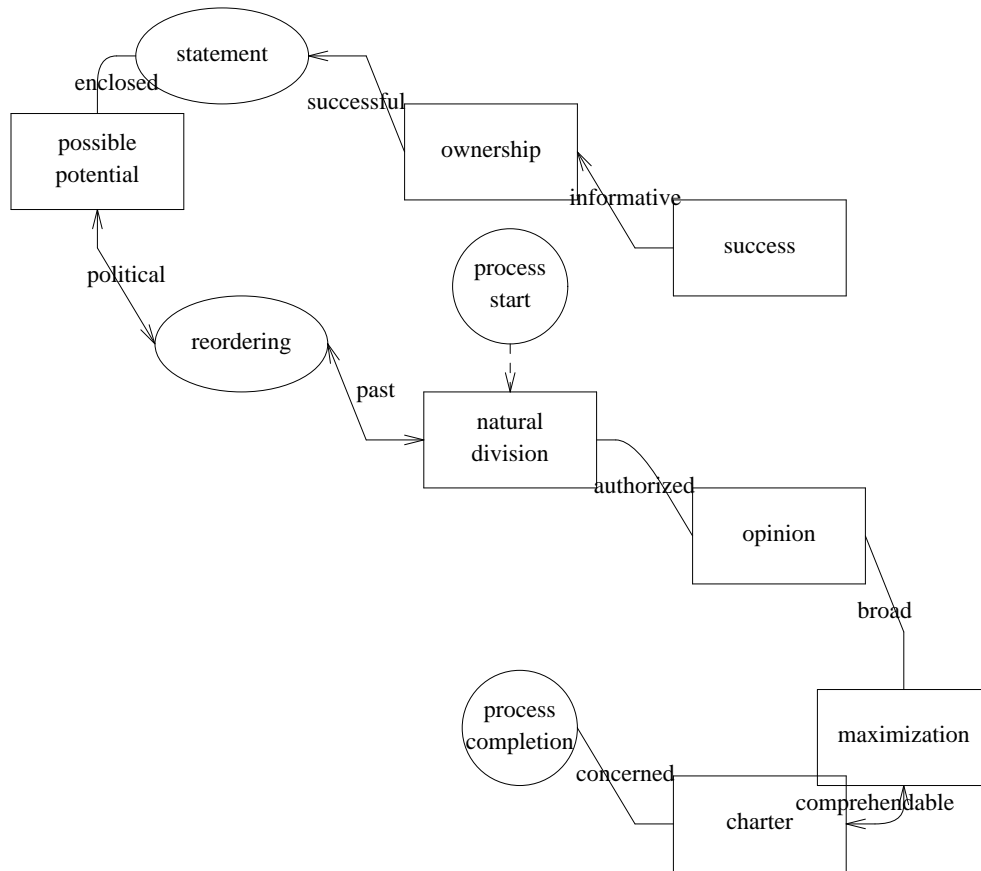 statement
enclosed
successful
possible
potential
ownership
informative
success
process
start
political
reordering
past
natural
division
authorized
opinion
broad
process
completion
maximization
concerned
comprehendable
charter